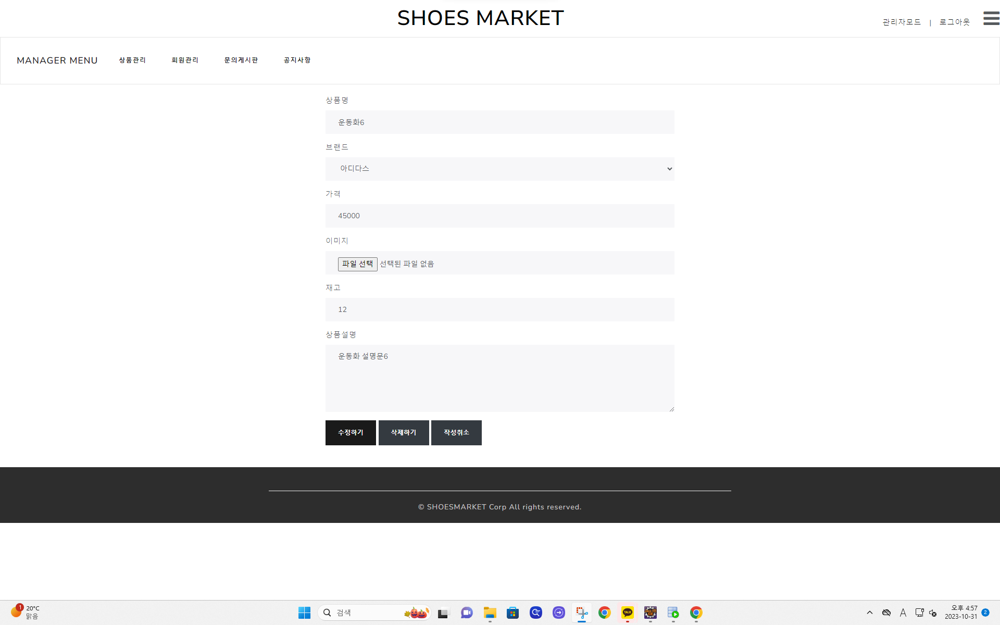 SHOES MARKET
관리자모드 | 로그아웃
MANAGER MENU 상품관리 회원관리 문의게시판 공지사항
상품명
운동화6
브랜드
아디다스
가격
45000
이미지
파일 선택 선택된 파일 없음
재고
12
상품설명
운동화 설명문6
수정하기 삭제하기 작성취소
© SHOESMARKET Corp All rights reserved.
1 20°C
맑음
검색
TALK
Java EE
IDE
A
오후 4:57
2023-10-31
2